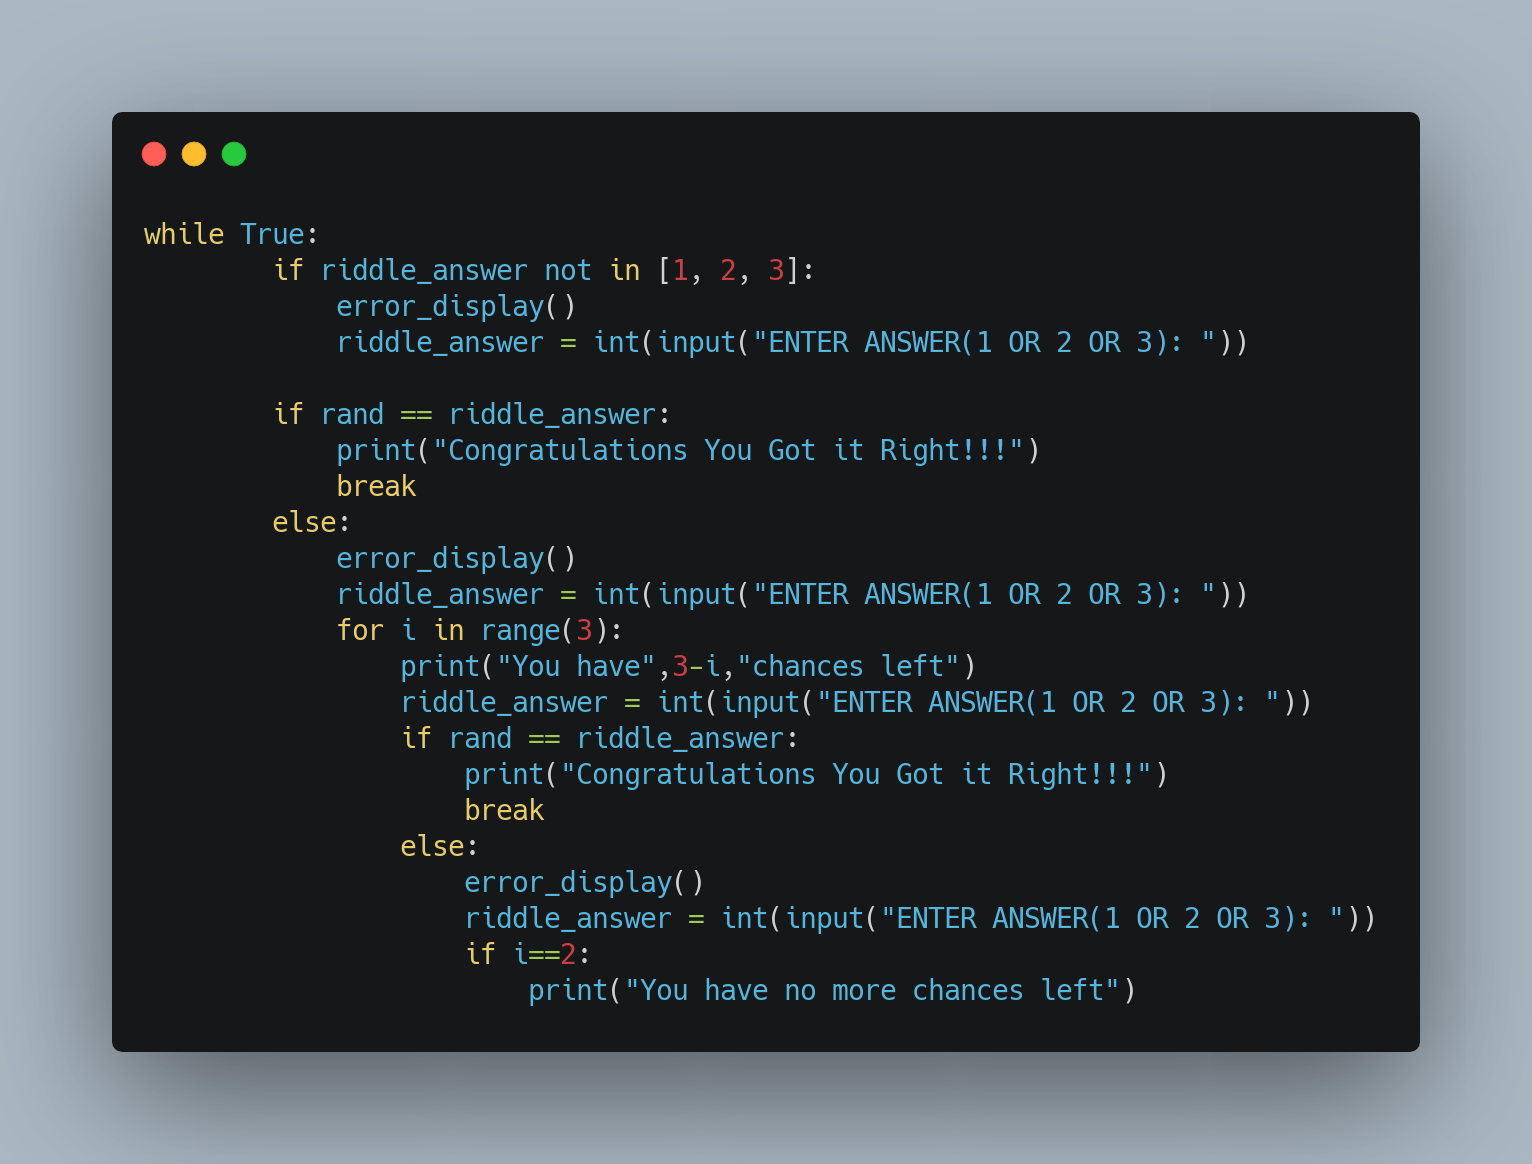 while True:
        if riddle_answer not in [1, 2, 3]:
            error_display()
            riddle_answer = int(input("ENTER ANSWER(1 OR 2 OR 3): "))

        if rand == riddle_answer:
            print("Congratulations You Got it Right!!!")
            break
        else:
            error_display()
            riddle_answer = int(input("ENTER ANSWER(1 OR 2 OR 3): "))
            for i in range(3):
                print("You have",3-i,"chances left")
                riddle_answer = int(input("ENTER ANSWER(1 OR 2 OR 3): "))
                if rand == riddle_answer:
                    print("Congratulations You Got it Right!!!")
                    break
                else:
                    error_display()
                    riddle_answer = int(input("ENTER ANSWER(1 OR 2 OR 3): "))
                    if i==2:
                        print("You have no more chances left")